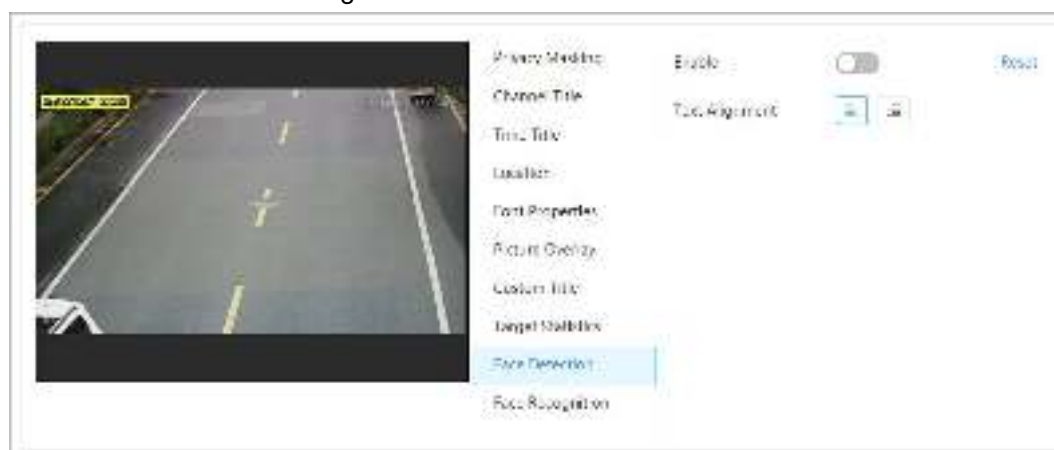 Privacy Masking
Enable
Reset
Channel Title
Text Alignment
Time Title
Location
Font Properties
Picture Overlay
Custom Title
Target Statistics
Face Detection
Face Recognition